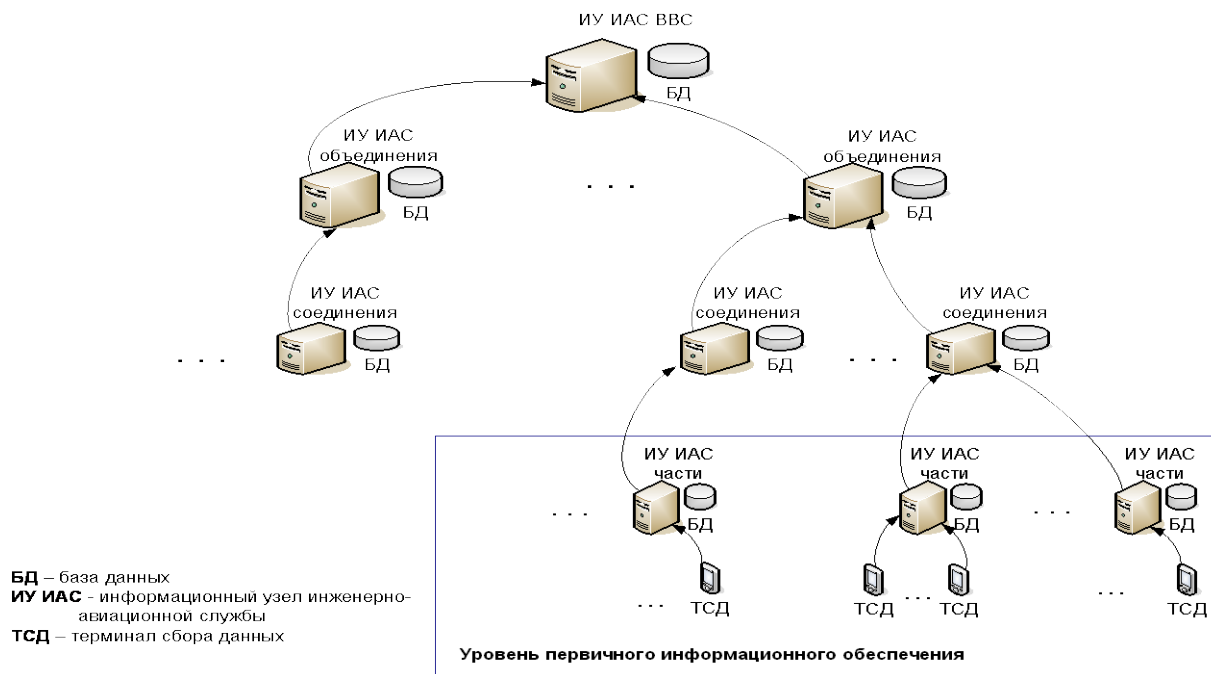 ИУ ИАС ВВС
БД
ИУ ИАС
объединения
БД
. . .
ИУ ИАС
объединения
БД
ИУ ИАС
соединения
БД
. . .
ИУ ИАС
соединения
БД
. . .
ИУ ИАС
соединения
БД
ИУ ИАС
части
БД
. . .
ИУ ИАС
части
БД
. . .
ИУ ИАС
части
БД
. . .
ТСД
ТСД
. . .
ТСД
. . .
ТСД
БД – база данных
ИУ ИАС - информационный узел инженерно-
авиационной службы
ТСД – терминал сбора данных
Уровень первичного информационного обеспечения